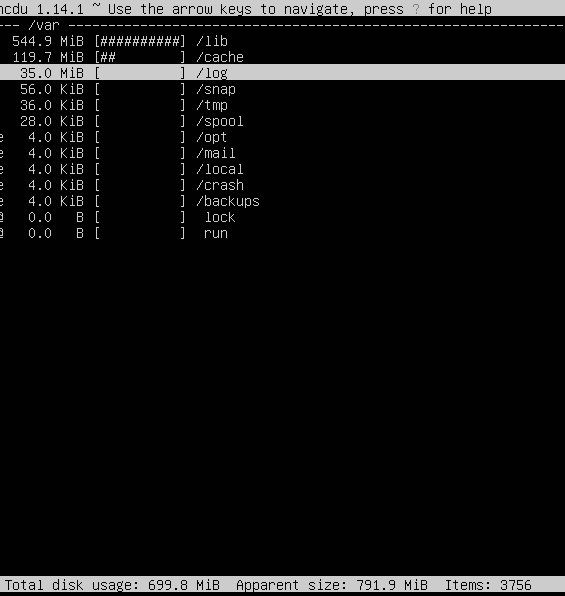 ncdu 1.14.1 ~ Use the arrow keys to navigate, press ? for help
--- /var ---------------------------------------------------------------
544.9 MiB [##########] /lib
119.7 MiB [##        ] /cache
35.0 MiB [          ] /log
56.0 KiB [          ] /snap
36.0 KiB [          ] /tmp
28.0 KiB [          ] /spool
e 4.0 KiB [          ] /opt
e 4.0 KiB [          ] /mail
e 4.0 KiB [          ] /local
e 4.0 KiB [          ] /crash
e 4.0 KiB [          ] /backups
@ 0.0 B [          ] lock
@ 0.0 B [          ] run
Total disk usage: 699.8 MiB Apparent size: 791.9 MiB Items: 3756